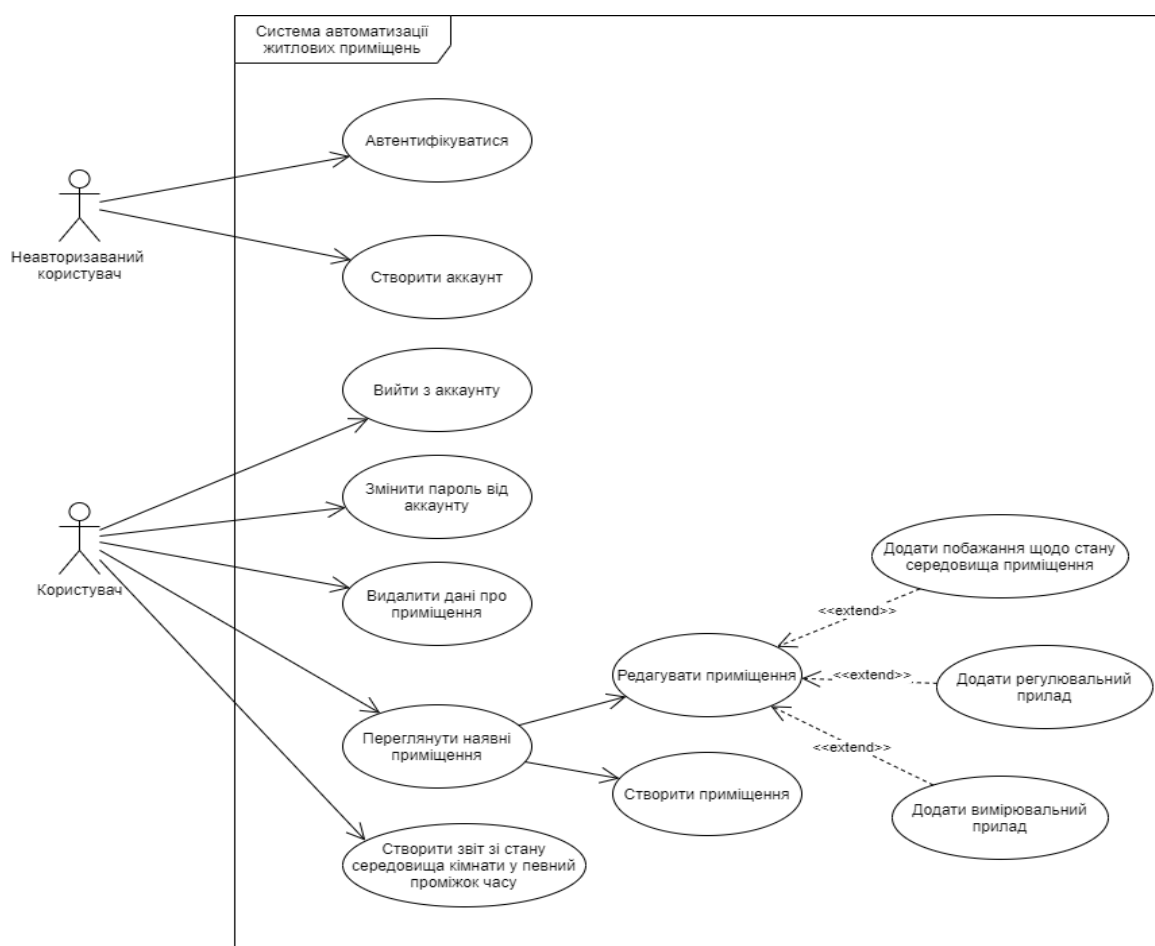 Система автоматизації
житлових приміщень
Автентифікуватися
Неавторизаваний
користувач
Створити аккаунт
Вийти з аккаунту
Змінити пароль від
аккаунту
Користувач
Видалити дані про
приміщення
Додати побажання щодо стану
середовища приміщення
<<extend>>
Редагувати приміщення
<<extend>>
Додати регулювальний
прилад
Переглянути наявні
приміщення
<<extend>>
Створити приміщення
Додати вимірювальний
прилад
Створити звіт зі стану
середовища кімнати у певний
проміжок часу